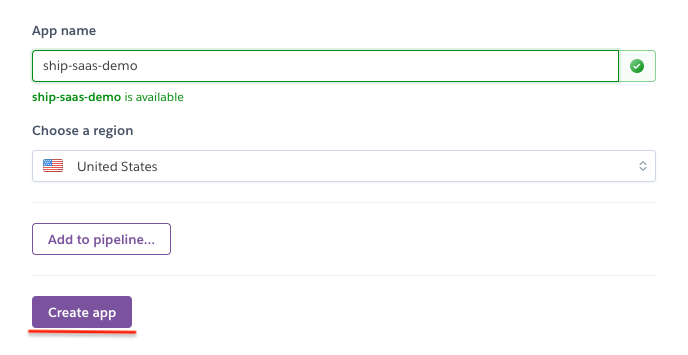 App name
ship-saas-demo
ship-saas-demo is available
Choose a region
United States
Add to pipeline...
Create app